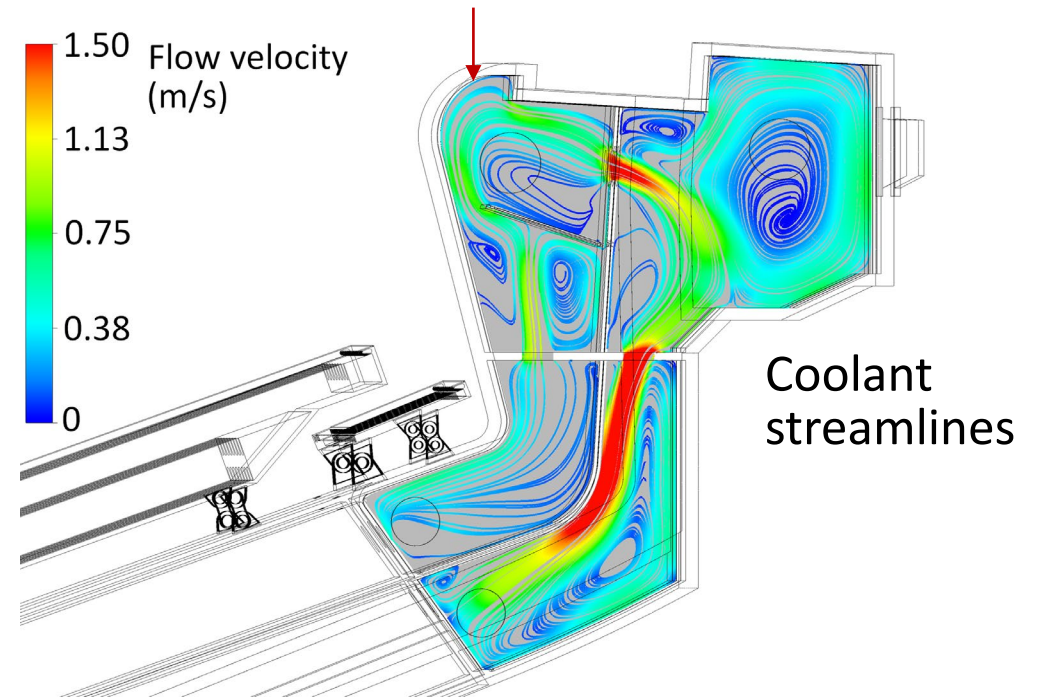 1.50
Flow velocity
(m/s)
1.13
0.75
0.38
0
Coolant
streamlines